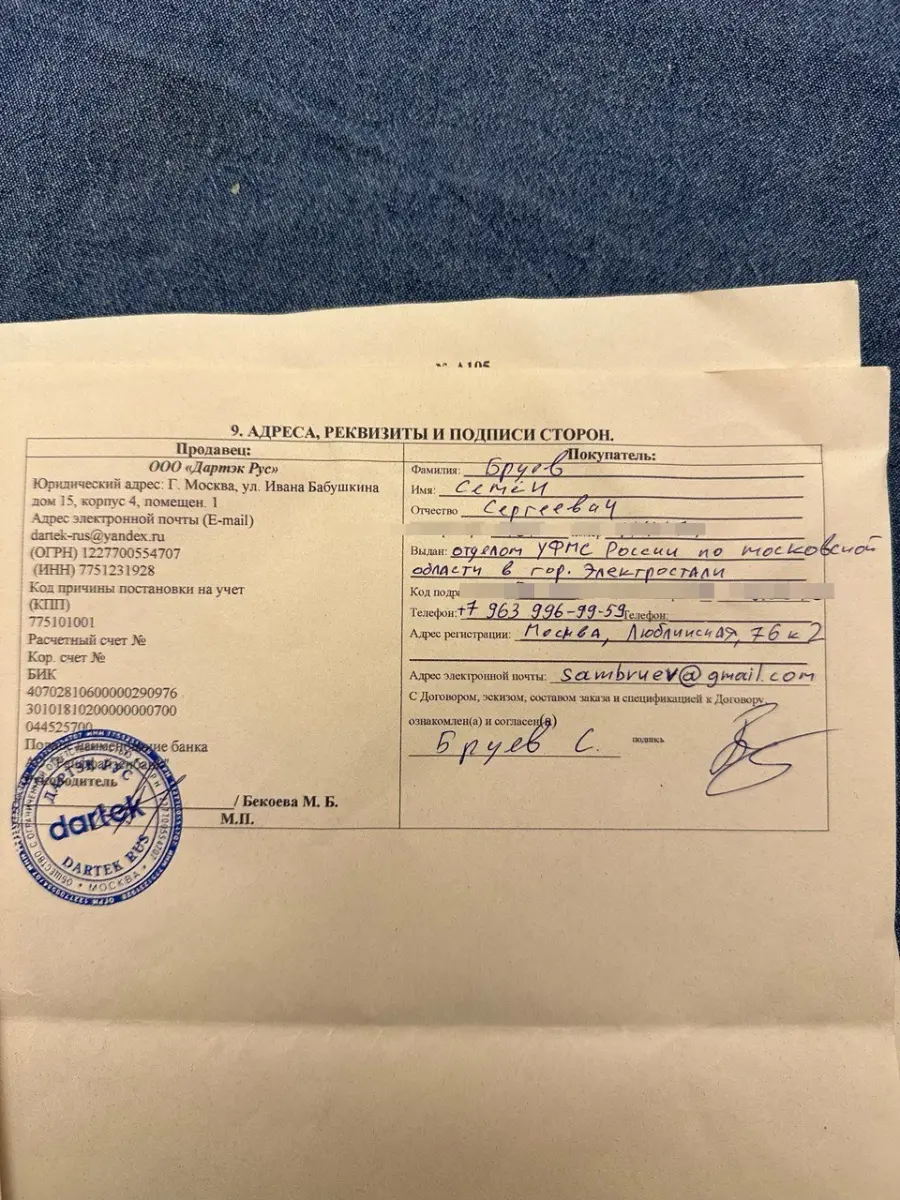 9. АДРЕСА, РЕКВИЗИТЫ И ПОДПИСИ СТОРОН.
Продавец:
ООО «Дартэк Рус»
Юридический адрес: Г. Москва, ул. Ивана Бабушкина
дом 15, корпус 4, помещен. 1
Адрес электронной почты (E-mail)
dartek-rus@yandex.ru
(ОГРН) 1227700554707
(ИНН) 7751231928
Код причины постановки на учет
(КПП)
775101001
Расчетный счет №
Кор. счет №
БИК
40702810600000290976
30101810200000000700
044525700
наименование банка
Руководитель
/ Бекоева М. Б.
М.П.
ДАРТЭК РУС
dartek
DARTEK RUS
МОСКВА
Покупатель:
Фамилия: Бруев
Имя: Семён
Отчество Сергеевич
Выдан: отделом УФМС России по московской
области в гор. Электростали
Код
Телефон: +7 963 996-99-59 Телефон:
Адрес регистрации: Москва, Люблинская, 76 к 2
Адрес электронной почты: sambruev@gmail.com
С Договором, эскизом, составом заказа и спецификацией к Договору
ознакомлен(а) и согласен(а)
Бруев С. подпись